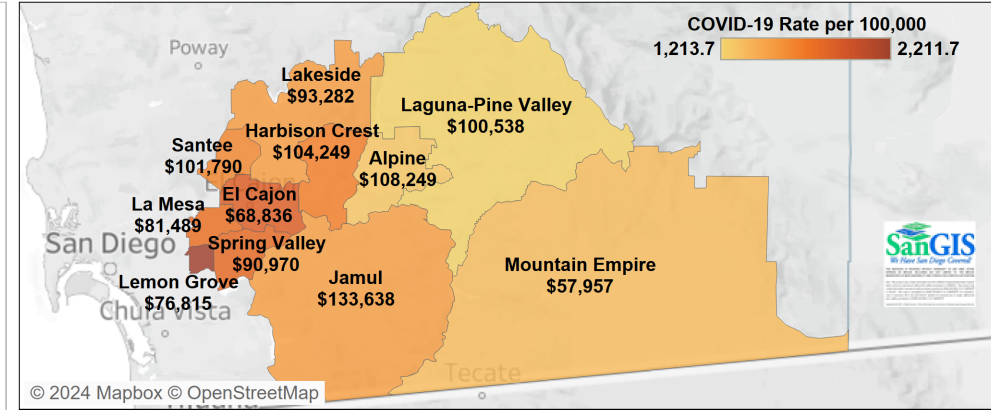 COVID-19 Rate per 100,000
1,213.7
2,211.7
Poway
Lakeside
$93,282
Laguna-Pine Valley
$100,538
Harbison Crest
$104,249
Santee
$101,790
Alpine
$108,249
El Cajon
$68,836
La Mesa
$81,489
San Diego
Spring Valley
$90,970
Lemon Grove
$76,815
Chula Vista
Jamul
$133,638
Mountain Empire
$57,957
SanGIS
We Have San Diego Covered!
Tecate
© 2024 Mapbox © OpenStreetMap